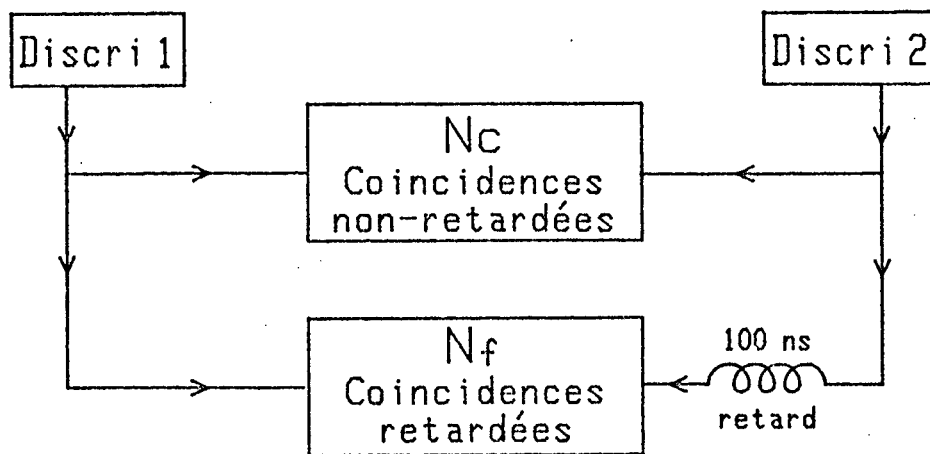 Discri 1
Discri 2
Nc
Coincidences
non-retardées
Nf
Coincidences
retardées
100 ns
retard